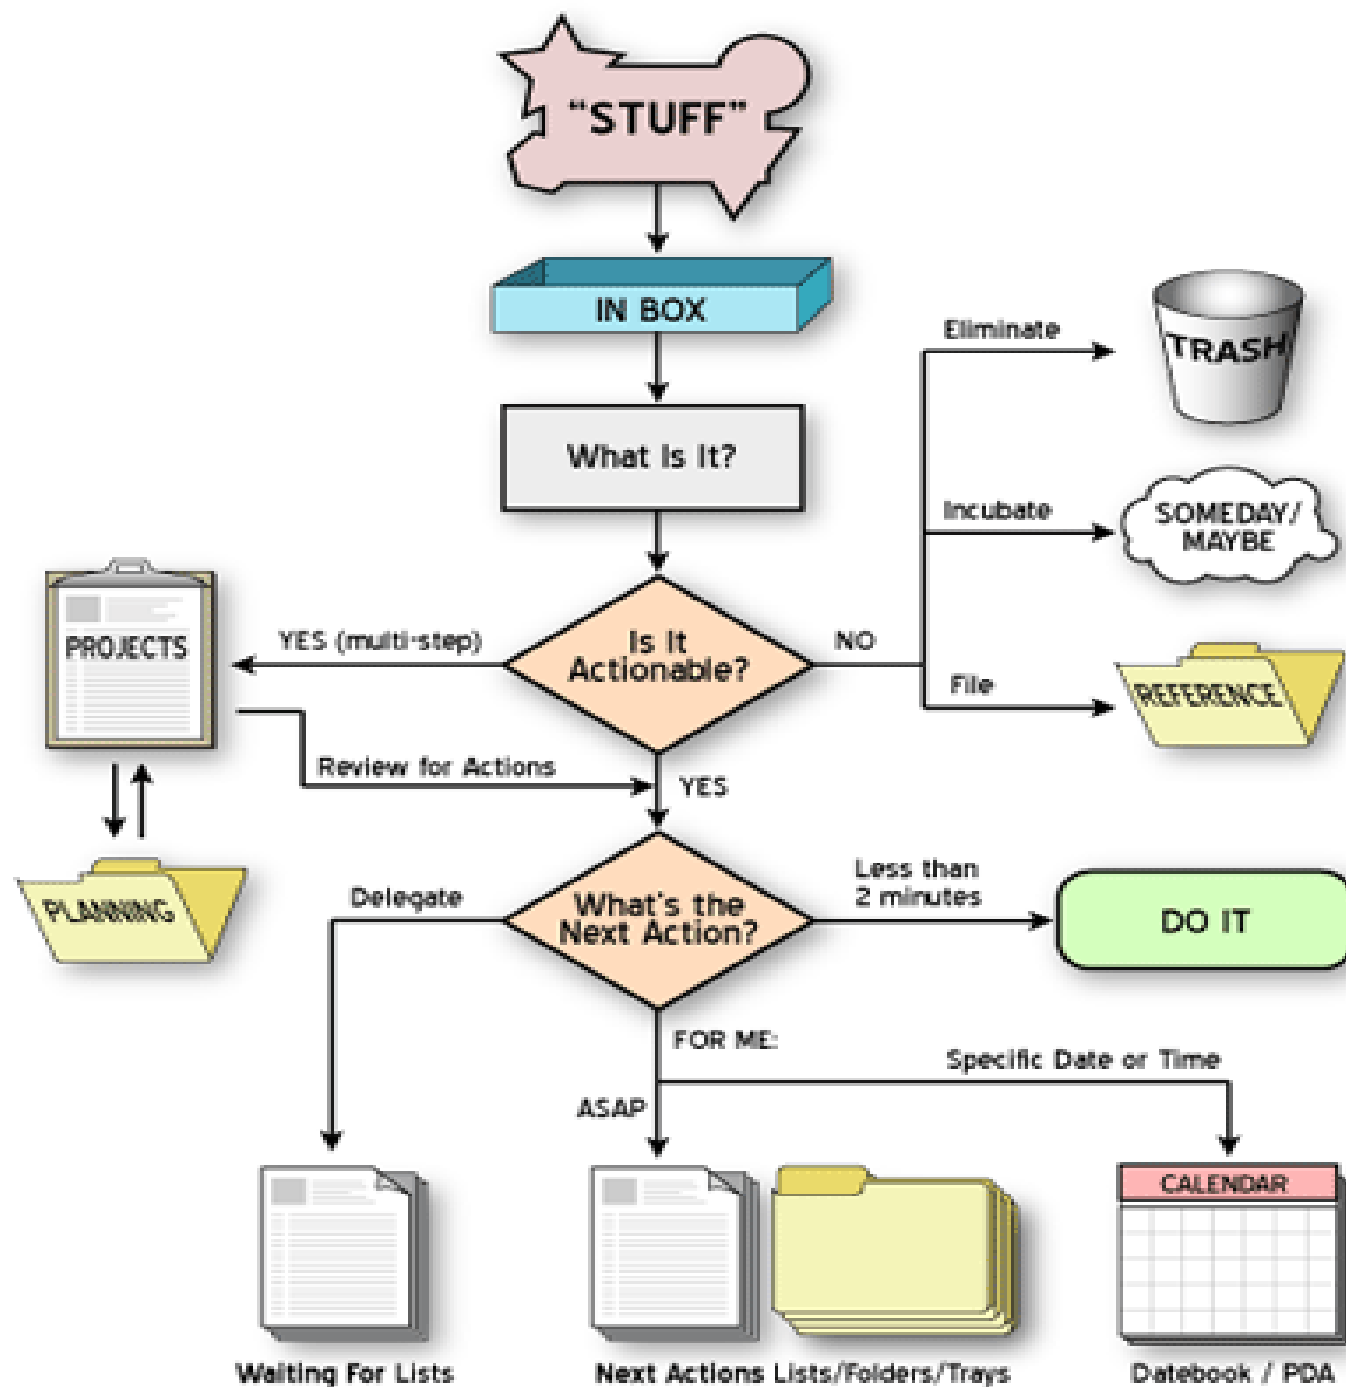 “STUFF”
IN BOX
What Is It?
Eliminate
TRASH
Incubate
SOMEDAY/
MAYBE
PROJECTS
YES (multi-step)
Is It
Actionable?
NO
File
REFERENCE
Review for Actions
YES
PLANNING
Delegate
What's the
Next Action?
Less than
2 minutes
DO IT
FOR ME:
Specific Date or Time
ASAP
CALENDAR
Waiting For Lists
Next Actions Lists/Folders/Trays
Datebook / PDA